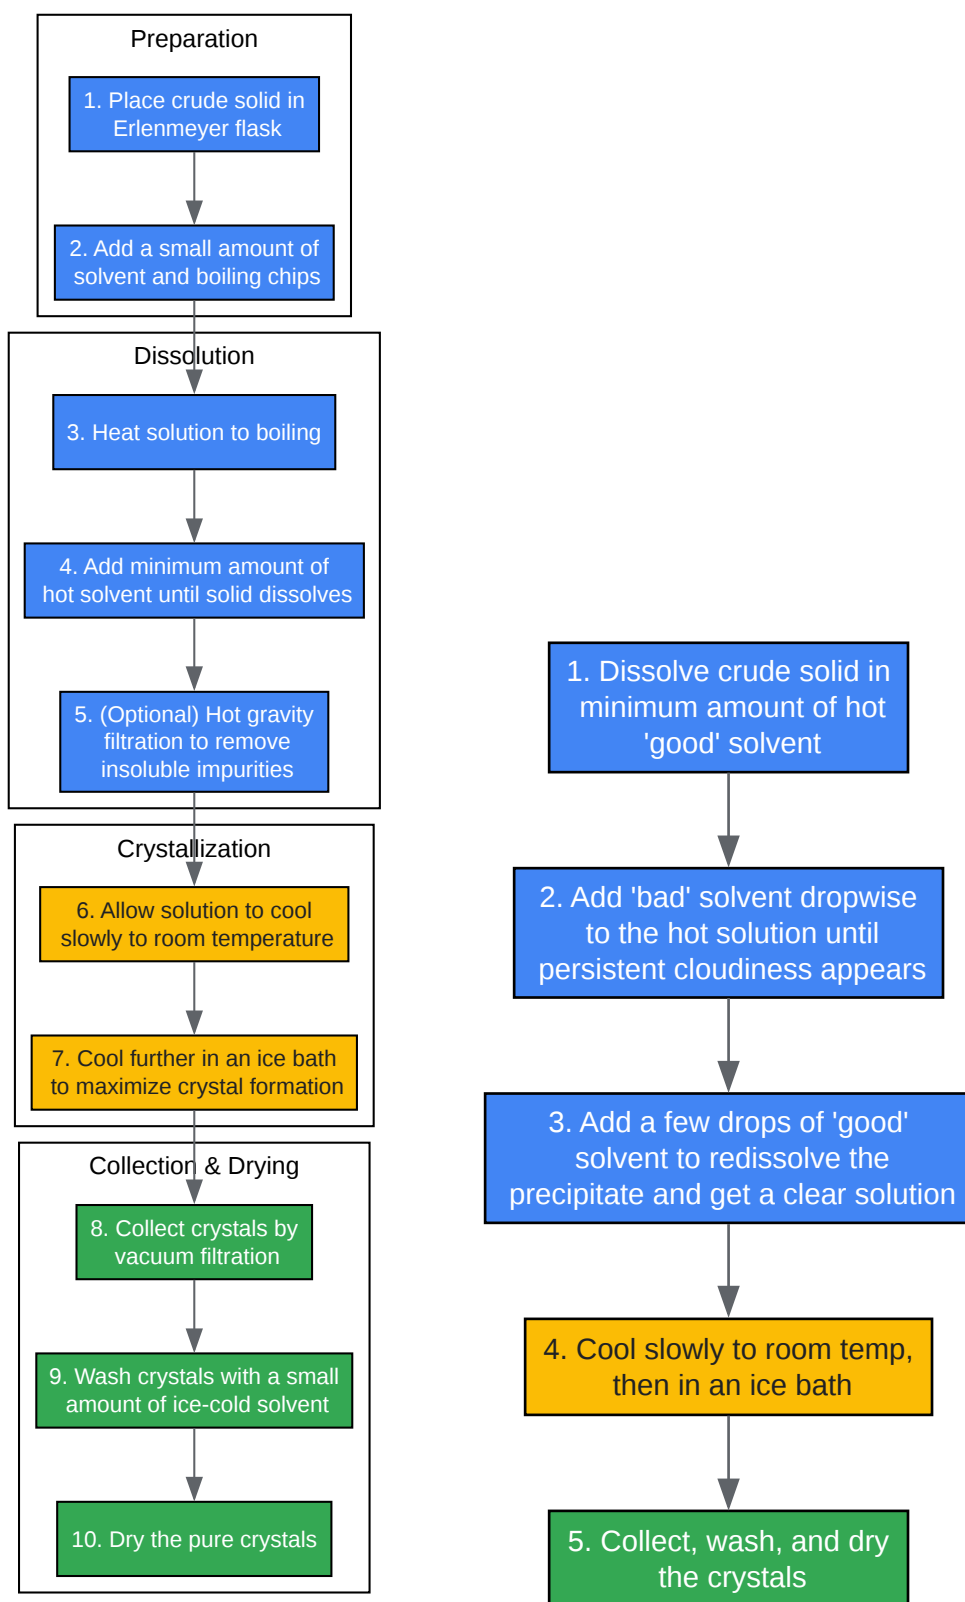 Preparation
1. Place crude solid in
Erlenmeyer flask
2. Add a small amount of
solvent and boiling chips
Dissolution
3. Heat solution to boiling
4. Add minimum amount of
hot solvent until solid dissolves
5. (Optional) Hot gravity
filtration to remove
insoluble impurities
Crystallization
6. Allow solution to cool
slowly to room temperature
7. Cool further in an ice bath
to maximize crystal formation
Collection & Drying
8. Collect crystals by
vacuum filtration
9. Wash crystals with a small
amount of ice-cold solvent
10. Dry the pure crystals
1. Dissolve crude solid in
minimum amount of hot
'good' solvent
2. Add 'bad' solvent dropwise
to the hot solution until
persistent cloudiness appears
3. Add a few drops of 'good'
solvent to redissolve the
precipitate and get a clear solution
4. Cool slowly to room temp,
then in an ice bath
5. Collect, wash, and dry
the crystals